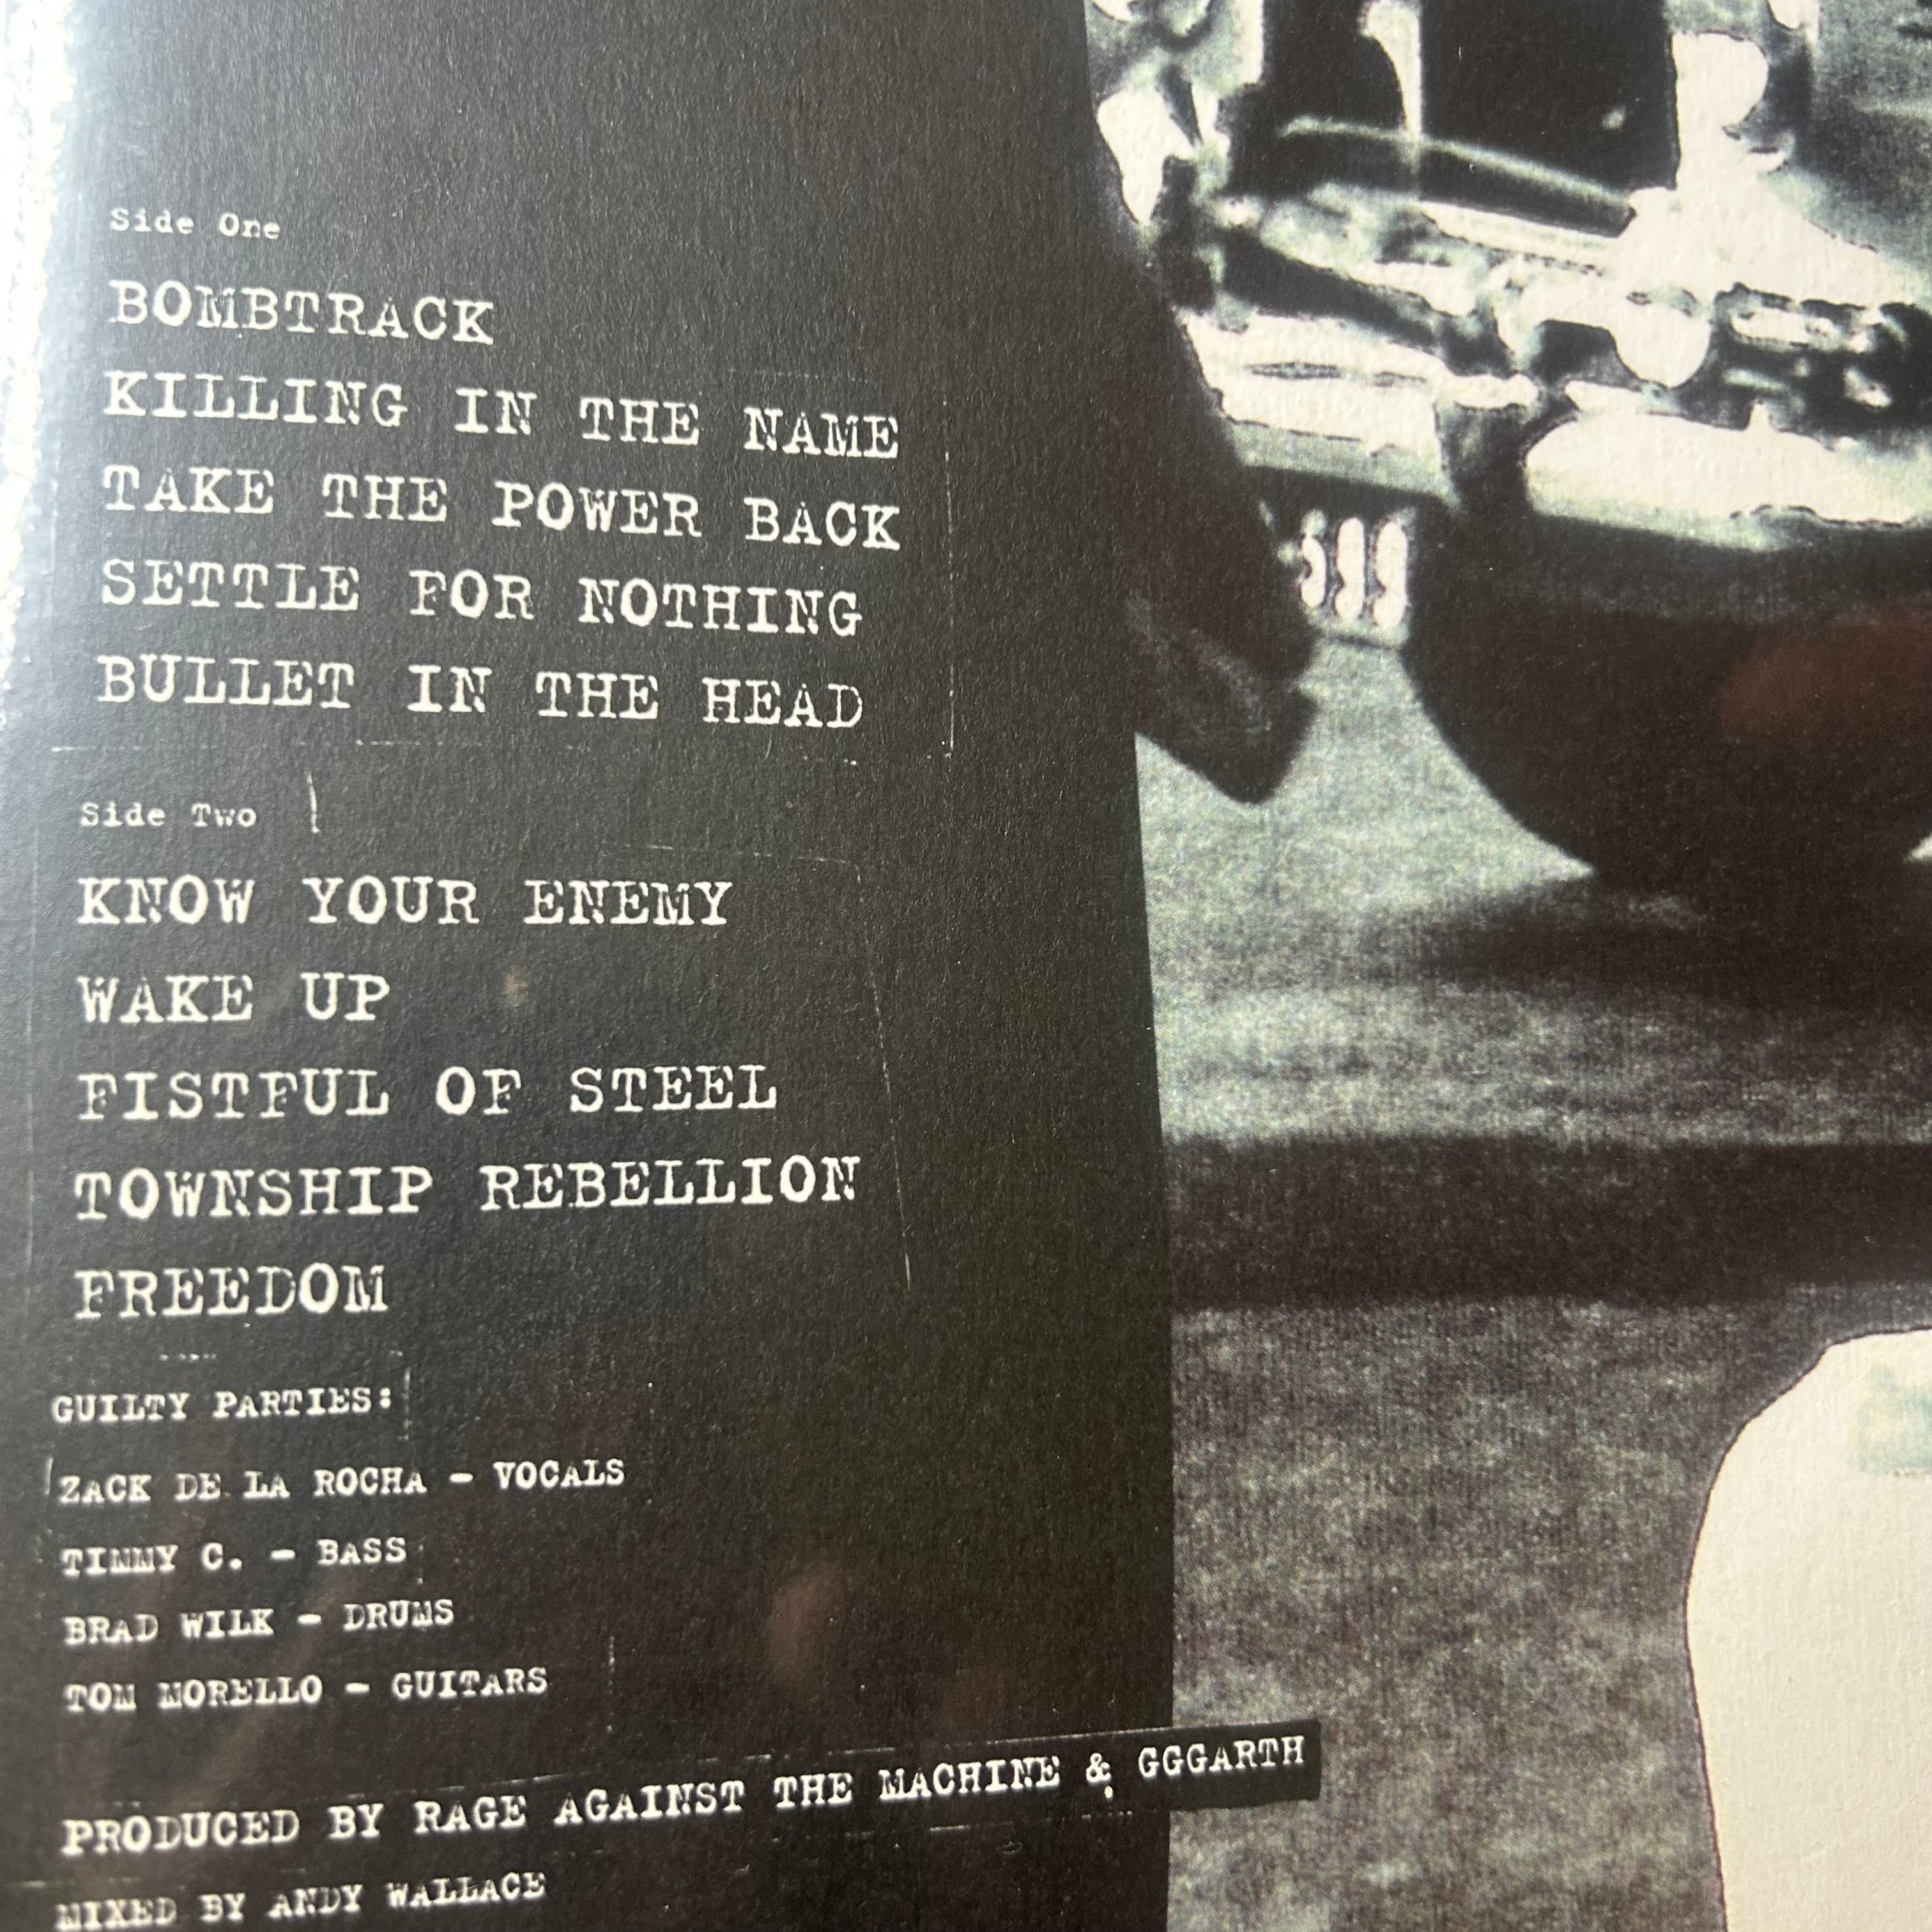 Side One
BOMBTRACK
KILLING IN THE NAME
TAKE THE POWER BACK
SETTLE FOR NOTHING
BULLET IN THE HEAD
Side Two
KNOW YOUR ENEMY
WAKE UP
FISTFUL OF STEEL
TOWNSHIP REBELLION
FREEDOM
GUILTY PARTIES:
ZACK DE LA ROCHA - VOCALS
TIMMY C. - BASS
BRAD WILK - DRUMS
TOM MORELLO - GUITARS
PRODUCED BY RAGE AGAINST THE MACHINE & GGGARTH
MIXED BY ANDY WALLACE